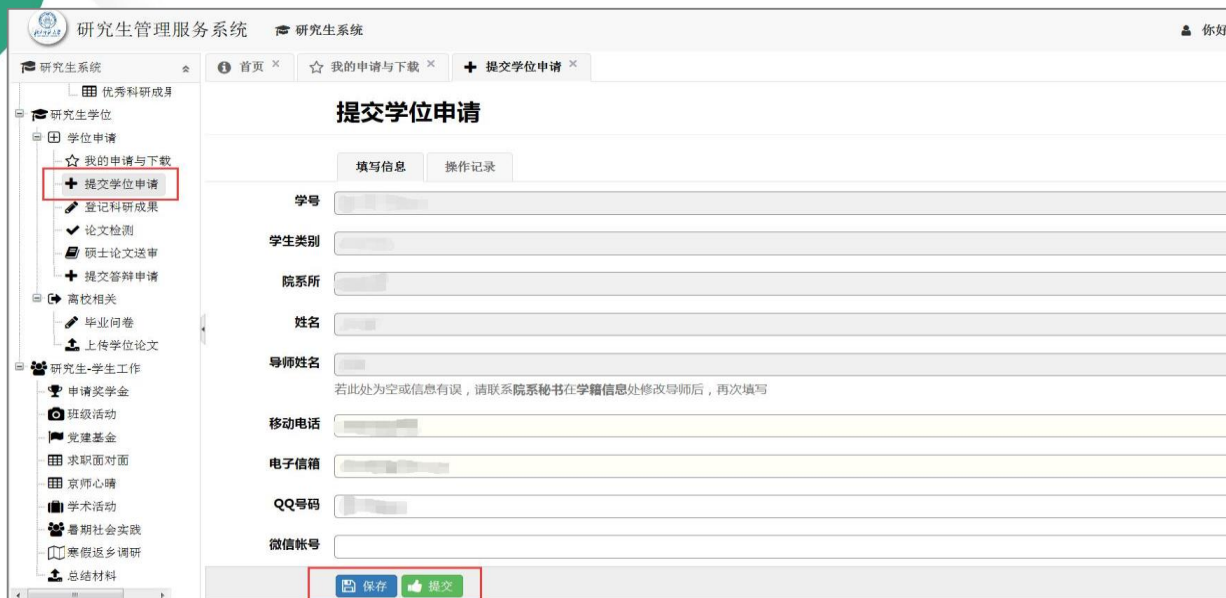 研究生管理服务系统 研究生系统 你好
研究生系统 首页 × 我的申请与下载 × 提交学位申请 ×
优秀科研成果
研究生学位
学位申请
我的申请与下载
提交学位申请
登记科研成果
论文检测
硕士论文送审
提交答辩申请
离校相关
毕业问卷
上传学位论文
研究生-学生工作
申请奖学金
班级活动
党建基金
求职面对面
京师心晴
学术活动
暑期社会实践
寒假返乡调研
总结材料
提交学位申请
填写信息 操作记录
学号
学生类别
院系所
姓名
导师姓名
若此处为空或信息有误，请联系院系秘书在学籍信息处修改导师后，再次填写
移动电话
电子信箱
QQ号码
微信帐号
保存 提交